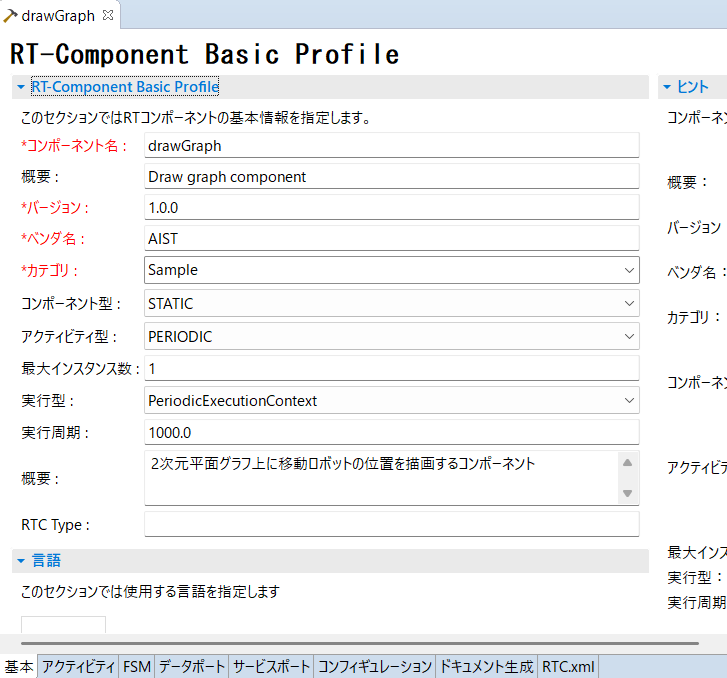 drawGraph
RT-Component Basic Profile
RT-Component Basic Profile
このセクションではRTコンポーネントの基本情報を指定します。
*コンポーネント名：
drawGraph
概要：
Draw graph component
*バージョン：
1.0.0
*ベンダ名：
AIST
*カテゴリ：
Sample
コンポーネント型：
STATIC
アクティビティ型：
PERIODIC
最大インスタンス数：
1
実行型：
PeriodicExecutionContext
実行周期：
1000.0
概要：
2次元平面グラフ上に移動ロボットの位置を描画するコンポーネント
RTC Type :
言語
このセクションでは使用する言語を指定します
ヒント
コンポーネン
概要：
バージョン
ベンダ名：
カテゴリ：
コンポーネン
アクティビテ
最大インス
実行型：
実行周期
基本 アクティビティ FSM データポート サービスポート コンフィギュレーション ドキュメント生成 RTC.xml